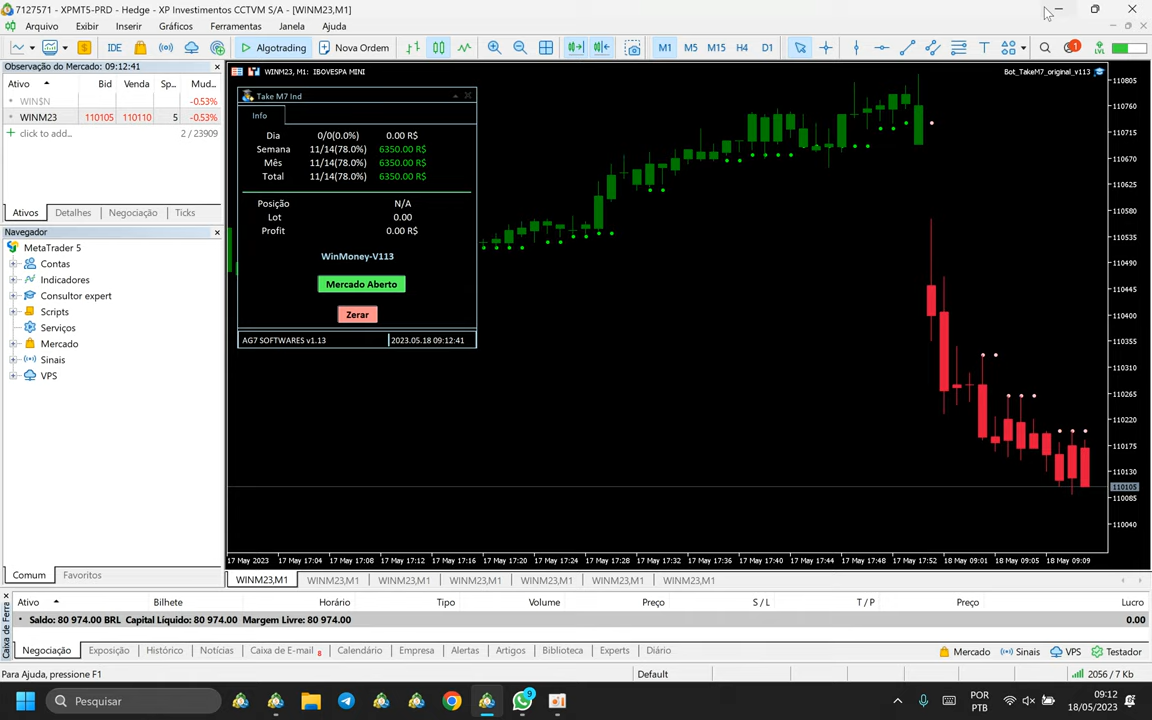 7127571 - XPMT5-PRD - Hedge - XP Investimentos CCTVM S/A - [WINM23,M1]
Arquivo Exibir Inserir Gráficos Ferramentas Janela Ajuda
IDE Algotrading Nova Ordem M1 M5 M15 H4 D1 1 LVL
Observação do Mercado: 09:12:41
Ativo Bid Venda Sp... Mud...
WIN$N -0.53%
WINM23 110105 110110 5 -0.53%
click to add... 2 / 23909
Ativos Detalhes Negociação Ticks
Navegador
MetaTrader 5
Contas
Indicadores
Consultor expert
Scripts
Serviços
Mercado
Sinais
VPS
Comum Favoritos
WINM23, M1: IBOVESPA MINI
Bot_TakeM7_original_v113
Take M7 Ind
Info
Dia 0/0(0.0%) 0.00 R$
Semana 11/14(78.0%) 6350.00 R$
Mês 11/14(78.0%) 6350.00 R$
Total 11/14(78.0%) 6350.00 R$
Posição N/A
Lot 0.00
Profit 0.00 R$
WinMoney-V113
Mercado Aberto
Zerar
AG7 SOFTWARES v1.13 2023.05.18 09:12:41
110805
110760
110715
110670
110625
110580
110535
110490
110445
110400
110355
110310
110265
110220
110175
110130
110105
110085
110040
17 May 2023 17 May 17:04 17 May 17:08 17 May 17:12 17 May 17:16 17 May 17:20 17 May 17:24 17 May 17:28 17 May 17:32 17 May 17:36 17 May 17:40 17 May 17:44 17 May 17:48 17 May 17:52 18 May 09:01 18 May 09:05 18 May 09:09
WINM23,M1 WINM23,M1 WINM23,M1 WINM23,M1 WINM23,M1 WINM23,M1 WINM23,M1
Caixa de Ferra
Ativo Bilhete Horário Tipo Volume Preço S / L T / P Preço Lucro
Saldo: 80 974.00 BRL Capital Líquido: 80 974.00 Margem Livre: 80 974.00 0.00
Negociação Exposição Histórico Notícias Caixa de E-mail 8 Calendário Empresa Alertas Artigos Biblioteca Experts Diário Mercado Sinais VPS Testador
Para Ajuda, pressione F1 Default 2056 / 7 Kb
Pesquisar 9 POR
PTB
09:12
18/05/2023